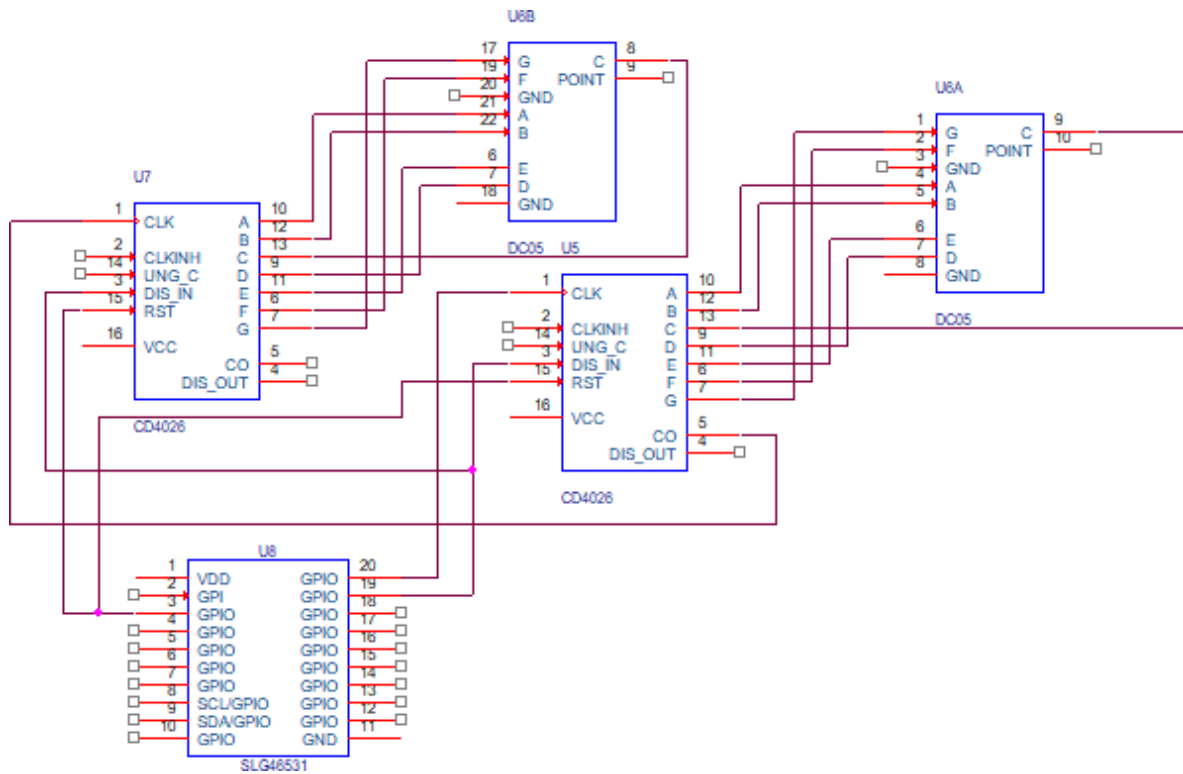 U6B
17 G C 8
19 F POINT 9
20 GND
21 A
22 B
6 E
7 D
18 GND
DC05
U6A
1 G C 9
2 F POINT 10
3 GND
4 A
5 B
6 E
7 D
8 GND
DC05
U7
1 CLK A 10
B 12
2 CLKINH C 13
14 UNG_C D 9
3 DIS_IN E 11
15 RST F 6
G 7
16 VCC
CO 5
DIS_OUT 4
CD4026
U5
1 CLK A 10
B 12
2 CLKINH C 13
14 UNG_C D 9
3 DIS_IN E 11
15 RST F 6
G 7
16 VCC
CO 5
DIS_OUT 4
CD4026
U8
1 VDD GPIO 20
2 GPI GPIO 19
3 GPIO GPIO 18
4 GPIO GPIO 17
5 GPIO GPIO 16
6 GPIO GPIO 15
7 GPIO GPIO 14
8 SCL/GPIO GPIO 13
9 SDA/GPIO GPIO 12
10 GPIO GND 11
SLG46531